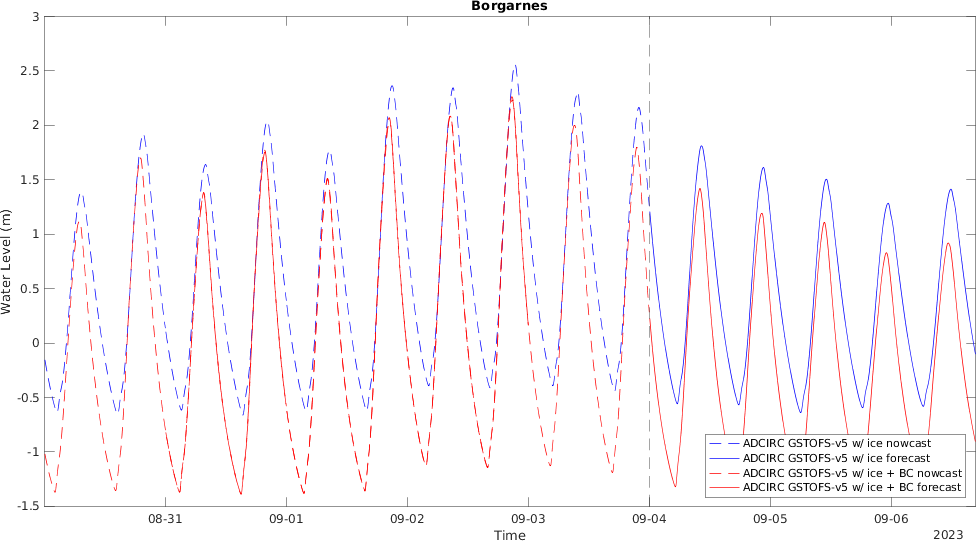 Borgarnes
3
2.5
2
1.5
1
0.5
0
-0.5
-1
-1.5
Water Level (m)
08-31 09-01 09-02 09-03 09-04 09-05 09-06
Time
2023
ADCIRC GSTOFS-v5 w/ ice nowcast
ADCIRC GSTOFS-v5 w/ ice forecast
ADCIRC GSTOFS-v5 w/ ice + BC nowcast
ADCIRC GSTOFS-v5 w/ ice + BC forecast